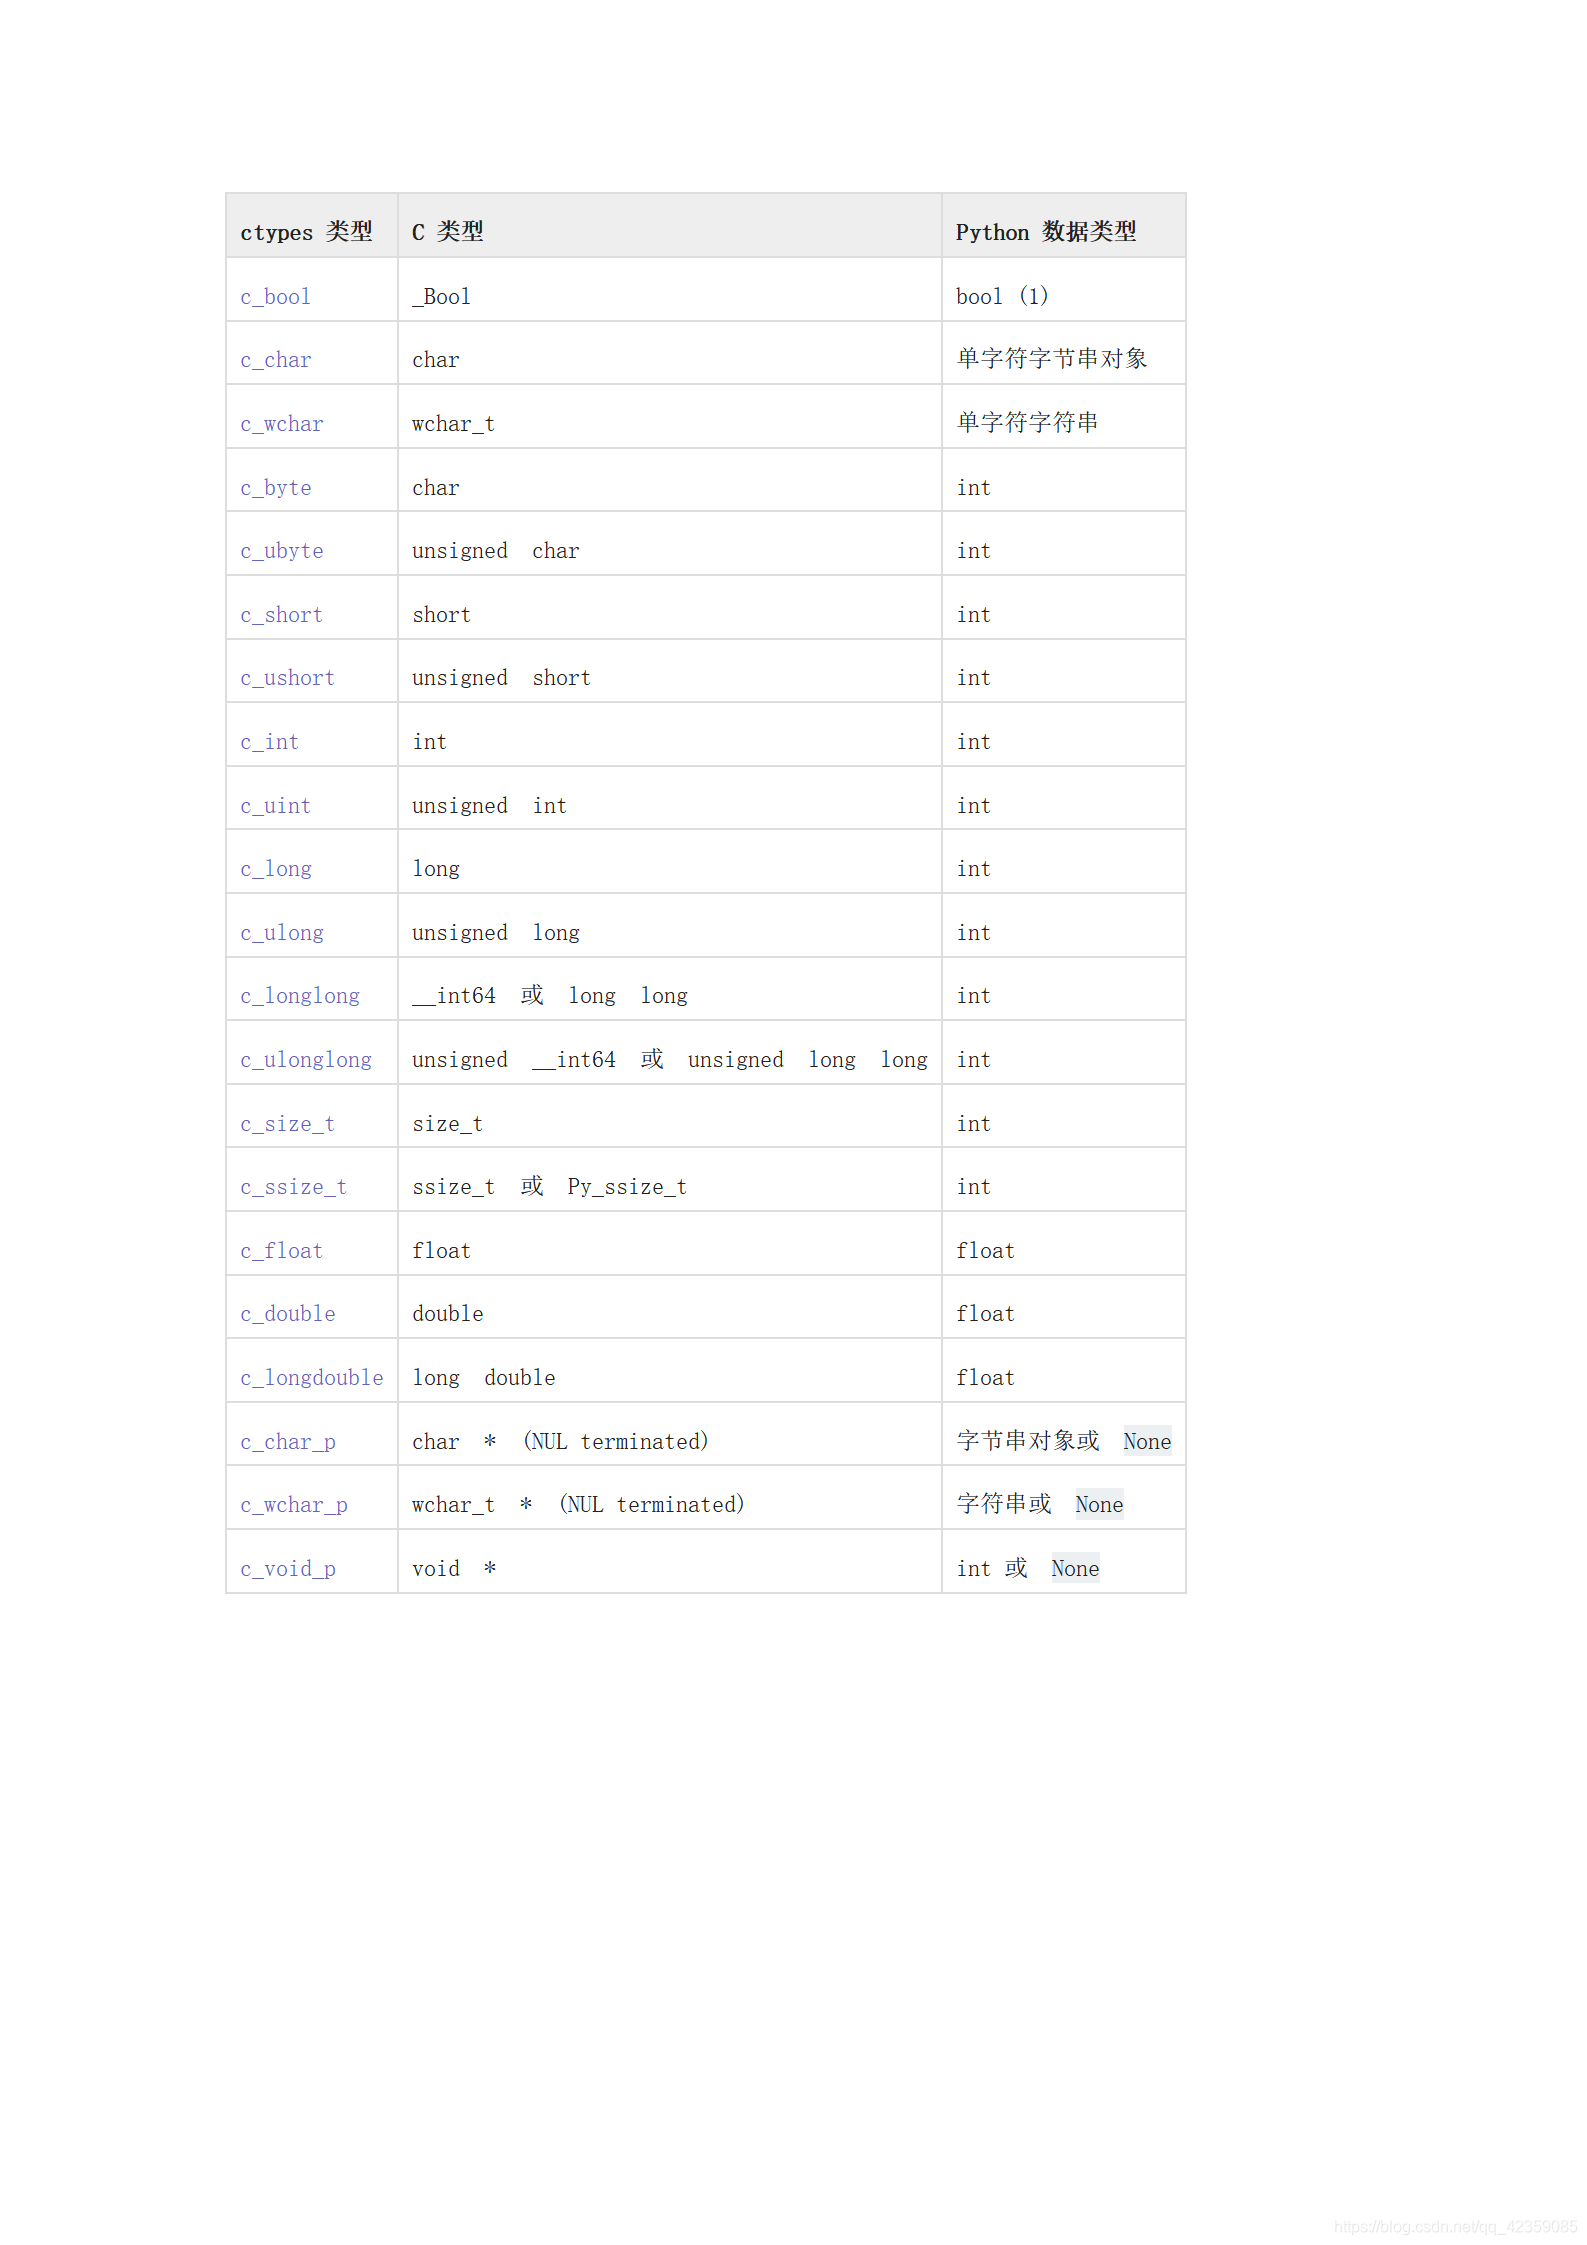 ctypes 类型 C 类型 Python 数据类型
c_bool _Bool bool (1)
c_char char 单字符字节串对象
c_wchar wchar_t 单字符字符串
c_byte char int
c_ubyte unsigned char int
c_short short int
c_ushort unsigned short int
c_int int int
c_uint unsigned int int
c_long long int
c_ulong unsigned long int
c_longlong __int64 或 long long int
c_ulonglong unsigned __int64 或 unsigned long long int
c_size_t size_t int
c_ssize_t ssize_t 或 Py_ssize_t int
c_float float float
c_double double float
c_longdouble long double float
c_char_p char * (NUL terminated) 字节串对象或 None
c_wchar_p wchar_t * (NUL terminated) 字符串或 None
c_void_p void * int 或 None
https://blog.csdn.net/qq_42359085